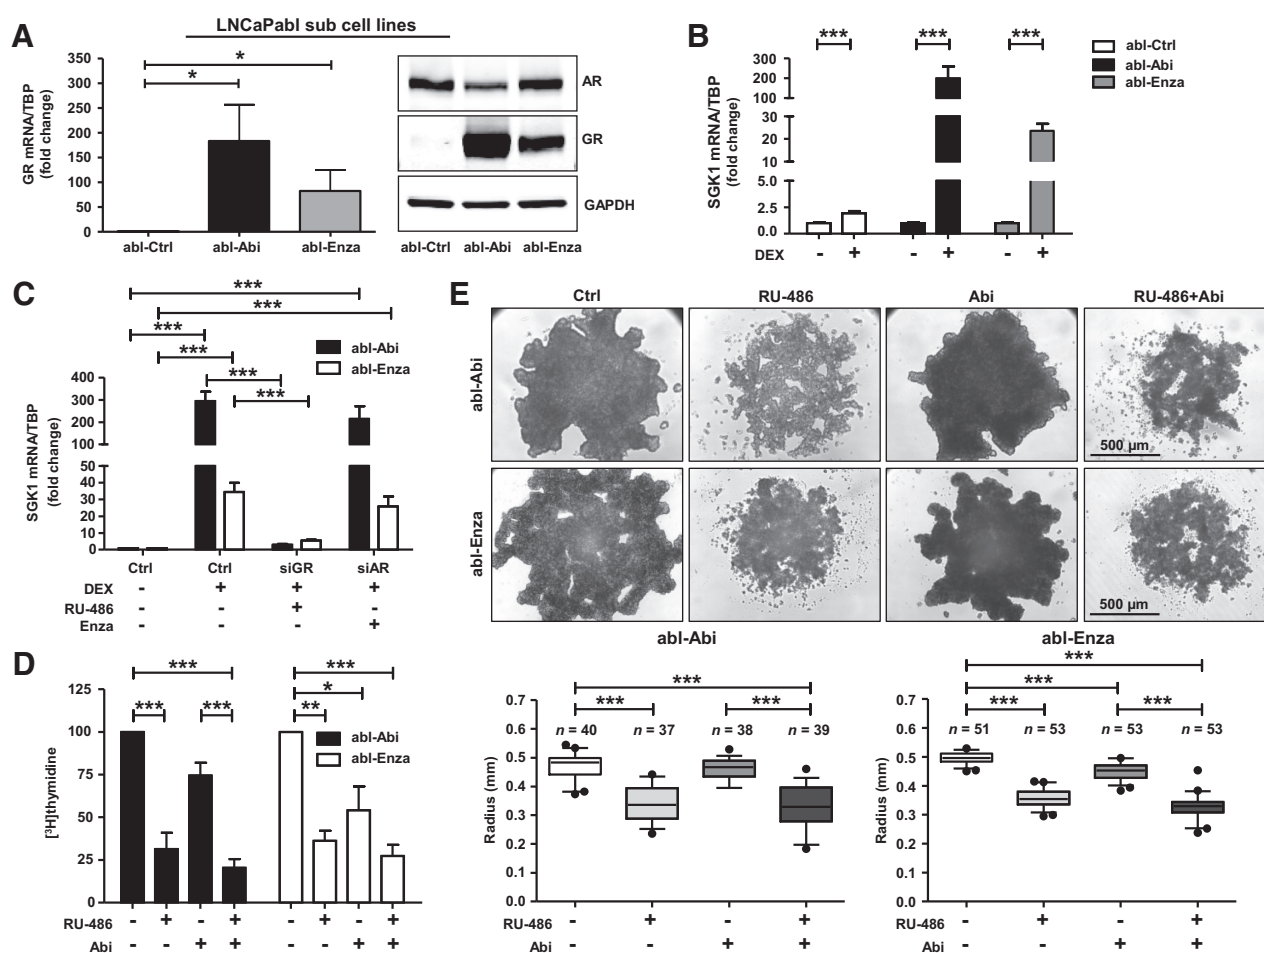 A
LNCaPabl sub cell lines
GR mRNA/TBP
(fold change)
350
300
250
200
150
100
50
0
*
*
abl-Ctrl
abl-Abi
abl-Enza
AR
GR
GAPDH
abl-Ctrl abl-Abi abl-Enza
B
SGK1 mRNA/TBP
(fold change)
300
200
100
30
20
10
5.0
2.5
0.0
*** *** ***
abl-Ctrl
abl-Abi
abl-Enza
DEX - + - + - +
C
***
***
***
***
***
***
abl-Abi
abl-Enza
SGK1 mRNA/TBP
(fold change)
400
300
200
100
50
40
30
20
10
0
Ctrl Ctrl siGR siAR
DEX - + + +
RU-486 - - + -
Enza - - - +
E
Ctrl RU-486 Abi RU-486+Abi
abl-Abi
500 µm
abl-Enza
500 µm
D
[³H]thymidine
125
100
75
50
25
0
***
*** ***
***
*
**
abl-Abi
abl-Enza
RU-486 - + - + - + - +
Abi - - + + - - + +
abl-Abi
Radius (mm)
0.7
0.6
0.5
0.4
0.3
0.2
0.1
0.0
***
*** ***
n = 40 n = 37 n = 38 n = 39
RU-486 - + - +
Abi - - + +
abl-Enza
Radius (mm)
0.7
0.6
0.5
0.4
0.3
0.2
0.1
0.0
***
***
*** ***
n = 51 n = 53 n = 53 n = 53
RU-486 - + - +
Abi - - + +